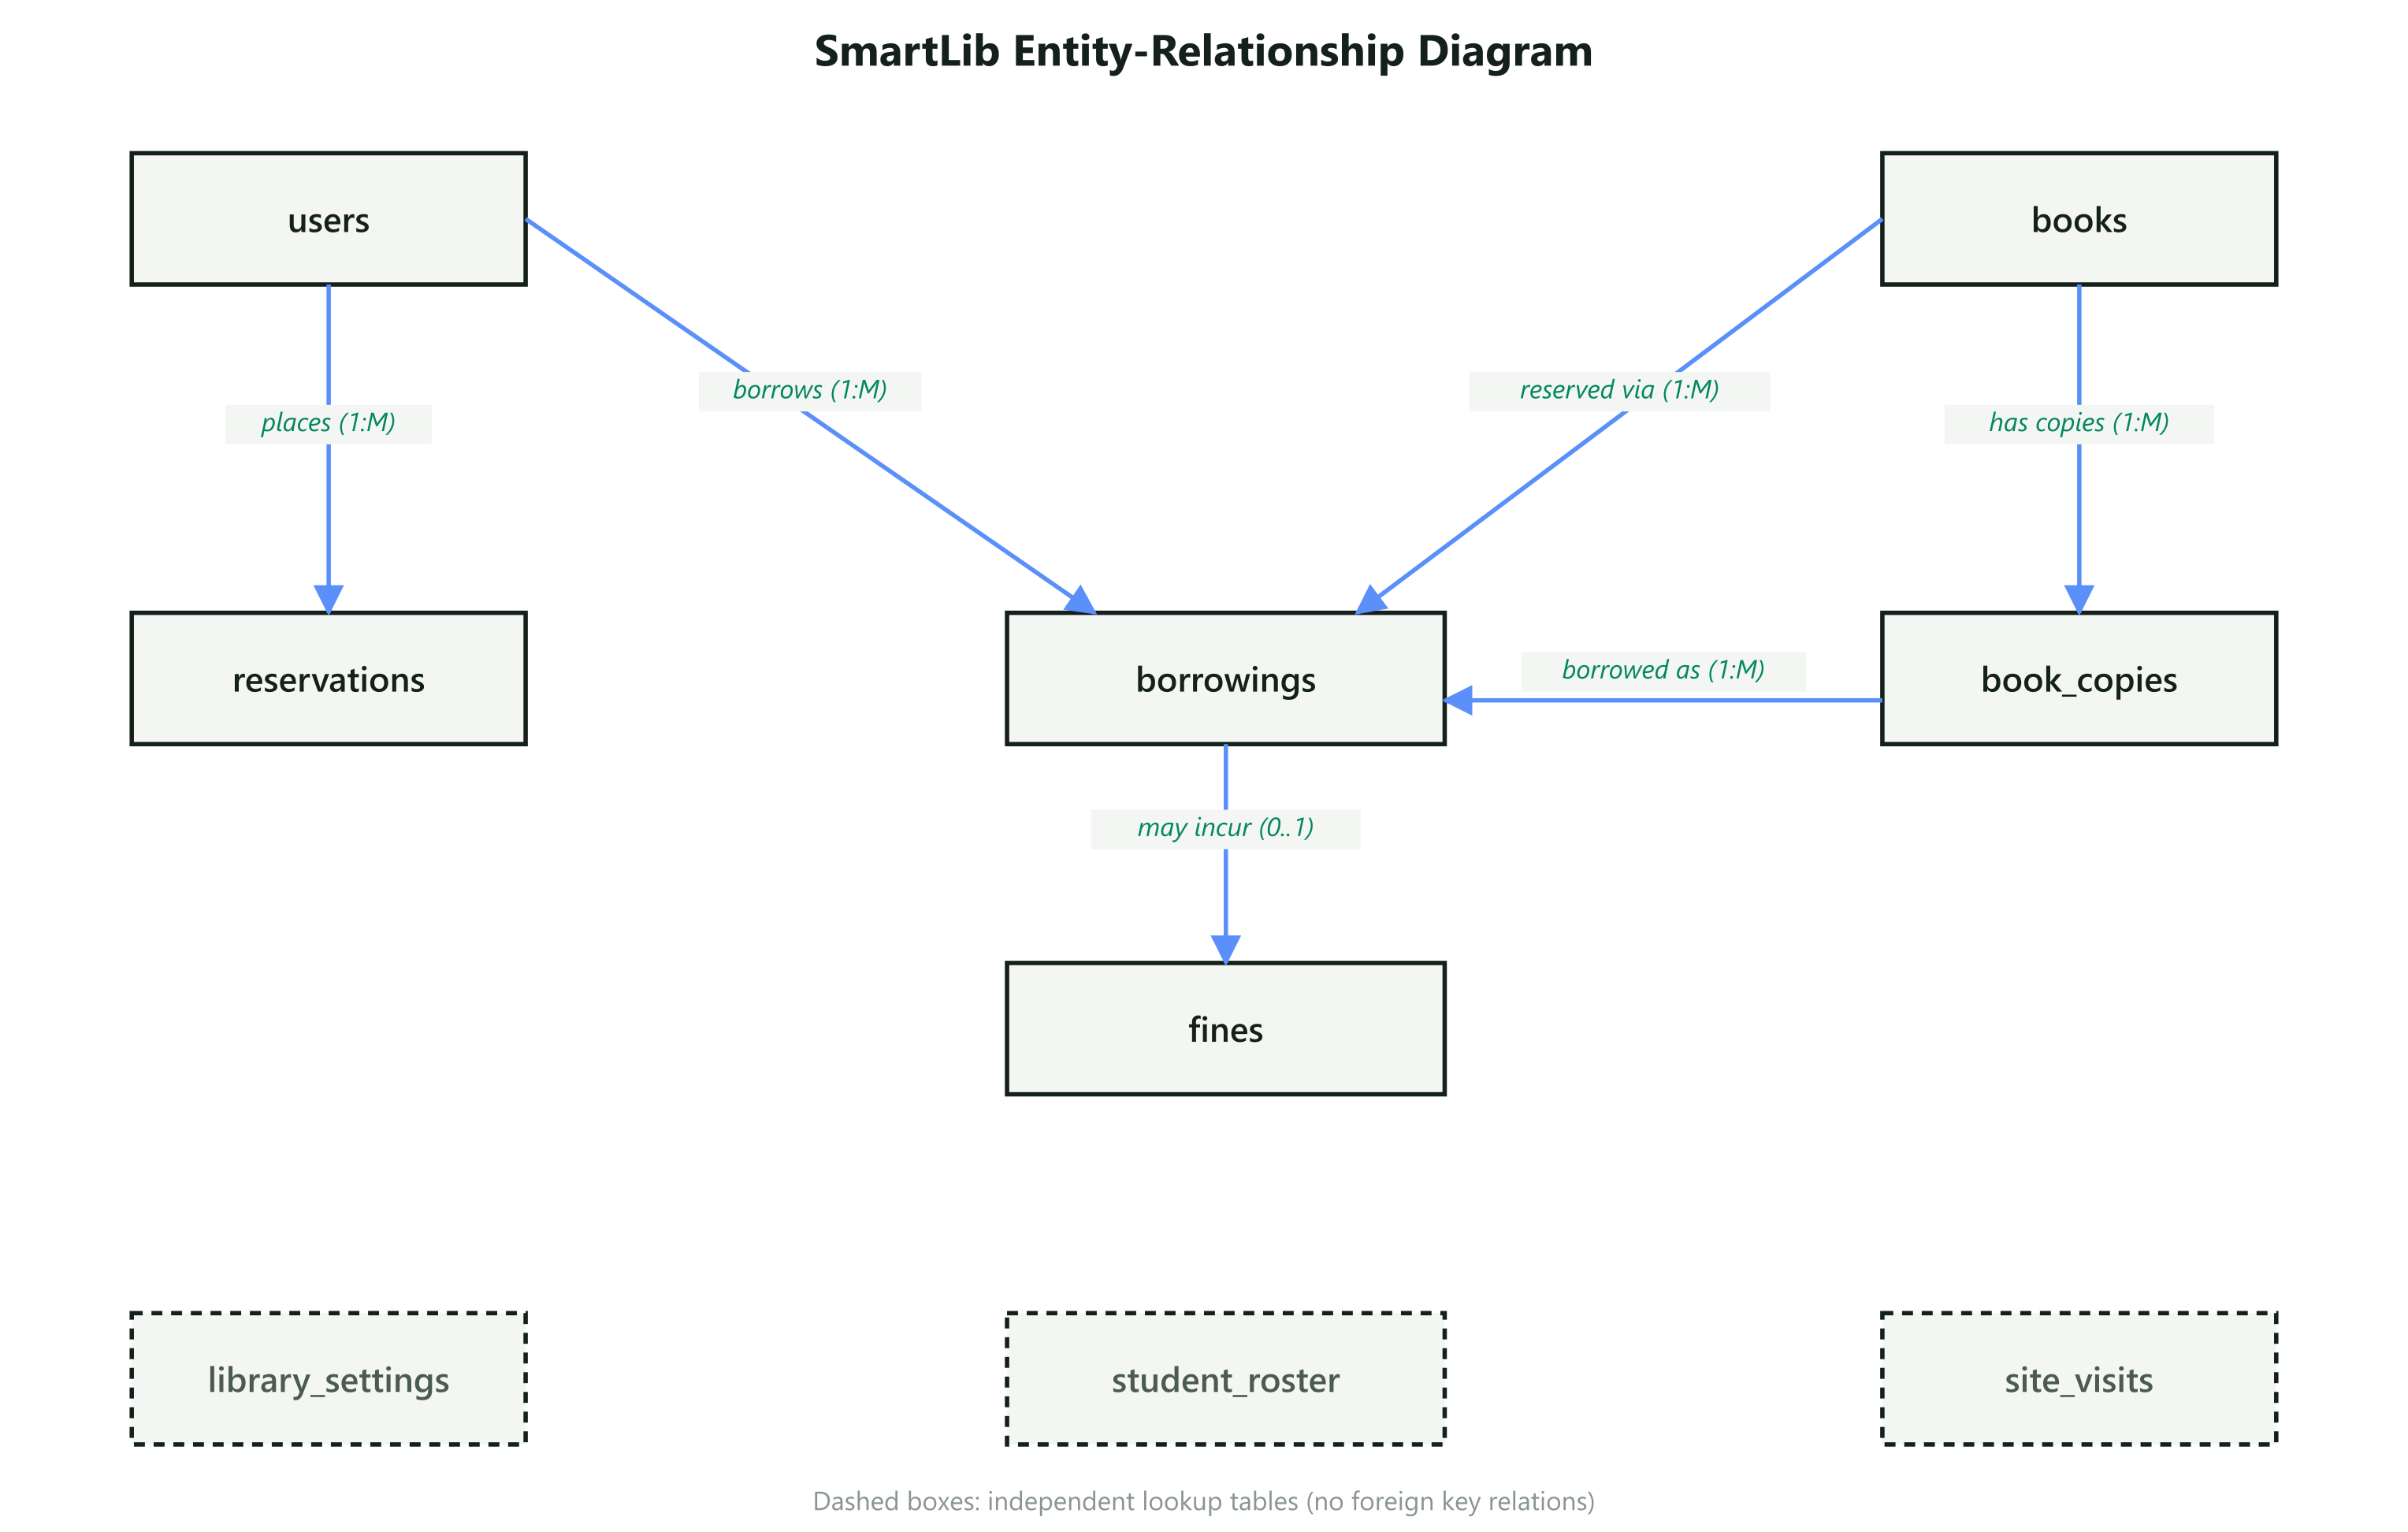 SmartLib Entity-Relationship Diagram
users
books
borrows (1:M)
reserved via (1:M)
places (1:M)
has copies (1:M)
reservations
borrowings
borrowed as (1:M)
book_copies
may incur (0..1)
fines
library_settings
student_roster
site_visits
Dashed boxes: independent lookup tables (no foreign key relations)